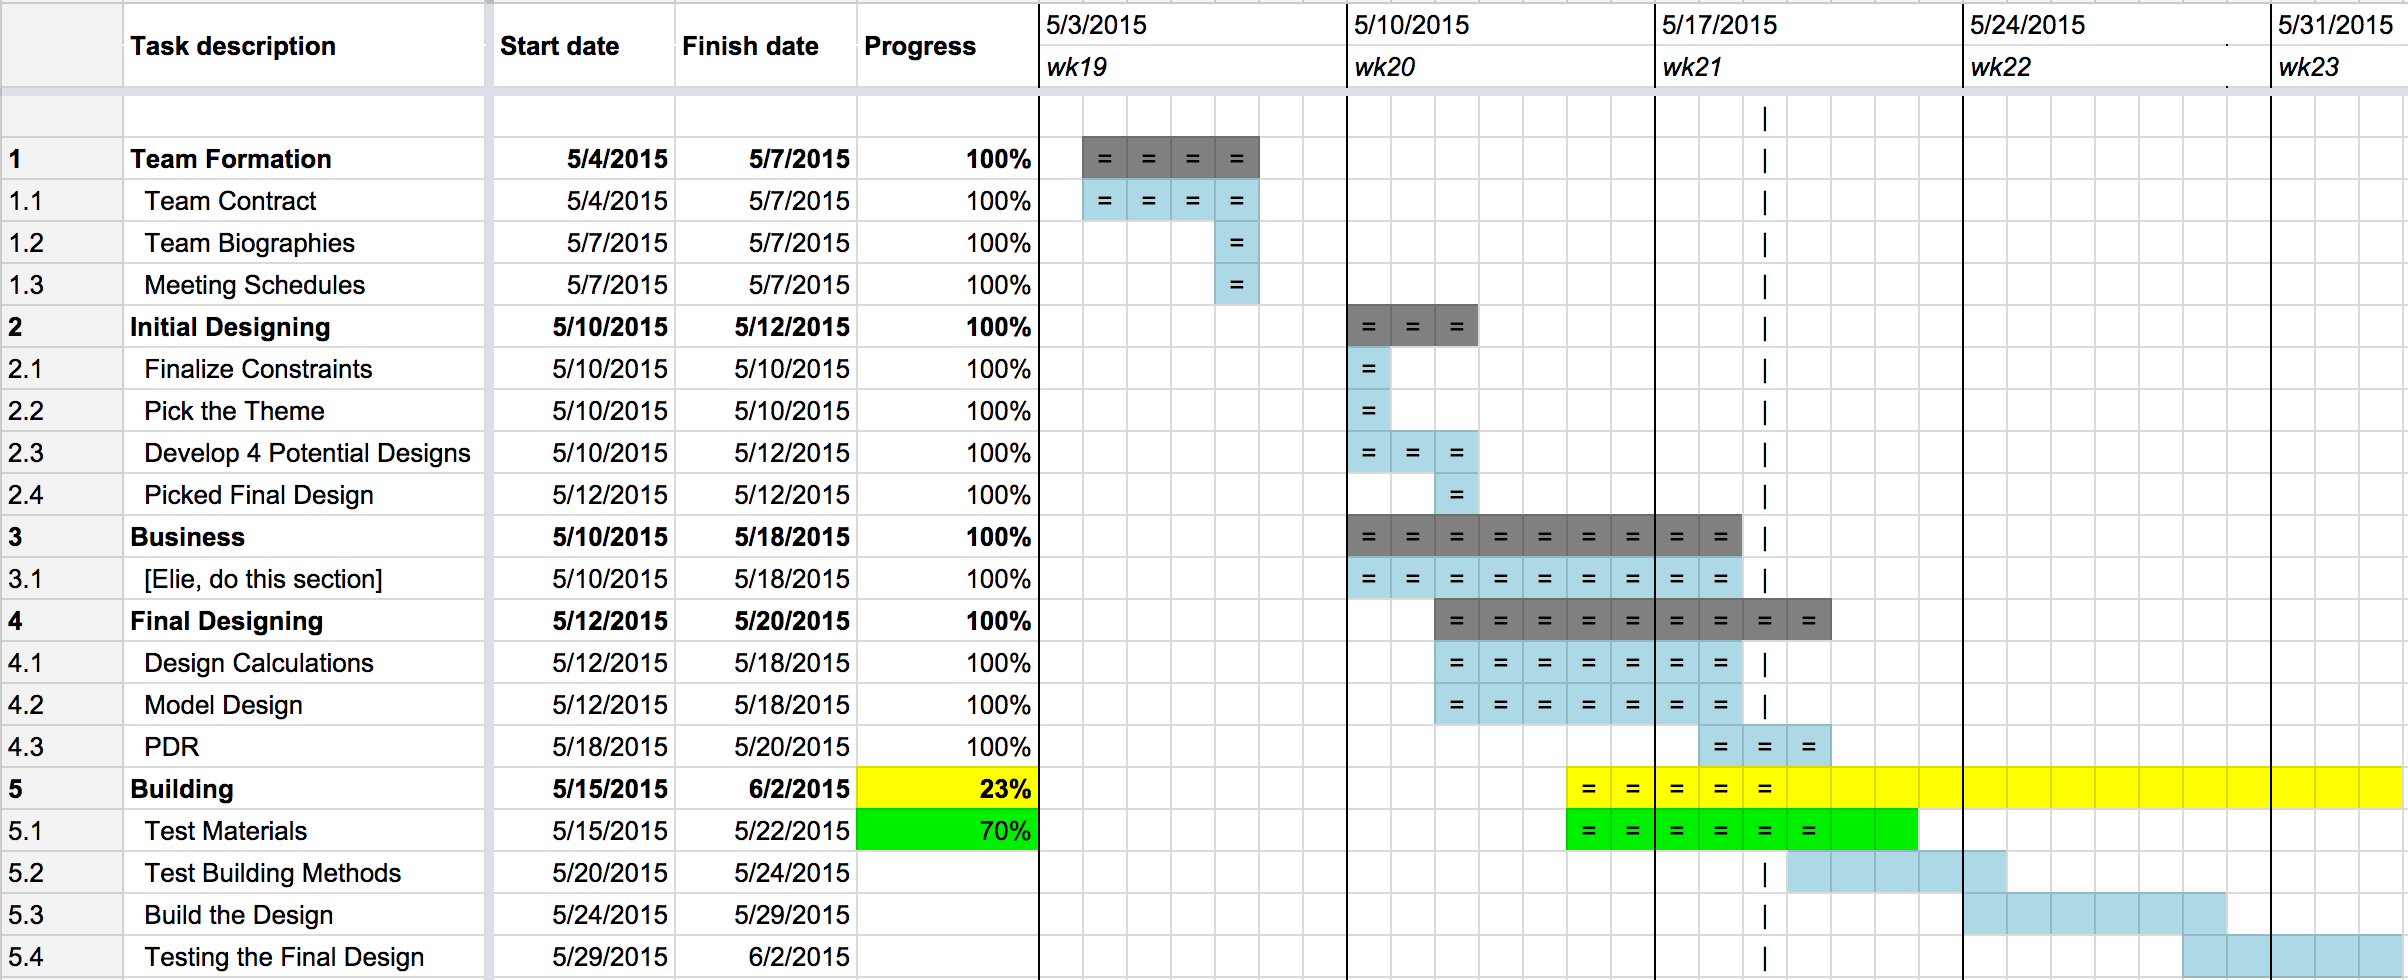 Task description Start date Finish date Progress 5/3/2015 5/10/2015 5/17/2015 5/24/2015 5/31/2015
wk19 wk20 wk21 wk22 wk23
|
1 Team Formation 5/4/2015 5/7/2015 100% = = = = |
1.1 Team Contract 5/4/2015 5/7/2015 100% = = = = |
1.2 Team Biographies 5/7/2015 5/7/2015 100% = |
1.3 Meeting Schedules 5/7/2015 5/7/2015 100% = |
2 Initial Designing 5/10/2015 5/12/2015 100% = = = |
2.1 Finalize Constraints 5/10/2015 5/10/2015 100% = |
2.2 Pick the Theme 5/10/2015 5/10/2015 100% = |
2.3 Develop 4 Potential Designs 5/10/2015 5/12/2015 100% = = = |
2.4 Picked Final Design 5/12/2015 5/12/2015 100% = |
3 Business 5/10/2015 5/18/2015 100% = = = = = = = = = |
3.1 [Elie, do this section] 5/10/2015 5/18/2015 100% = = = = = = = = = |
4 Final Designing 5/12/2015 5/20/2015 100% = = = = = = = = =
4.1 Design Calculations 5/12/2015 5/18/2015 100% = = = = = = = |
4.2 Model Design 5/12/2015 5/18/2015 100% = = = = = = = |
4.3 PDR 5/18/2015 5/20/2015 100% = = =
5 Building 5/15/2015 6/2/2015 23% = = = = =
5.1 Test Materials 5/15/2015 5/22/2015 70% = = = = = =
5.2 Test Building Methods 5/20/2015 5/24/2015 |
5.3 Build the Design 5/24/2015 5/29/2015 |
5.4 Testing the Final Design 5/29/2015 6/2/2015 |